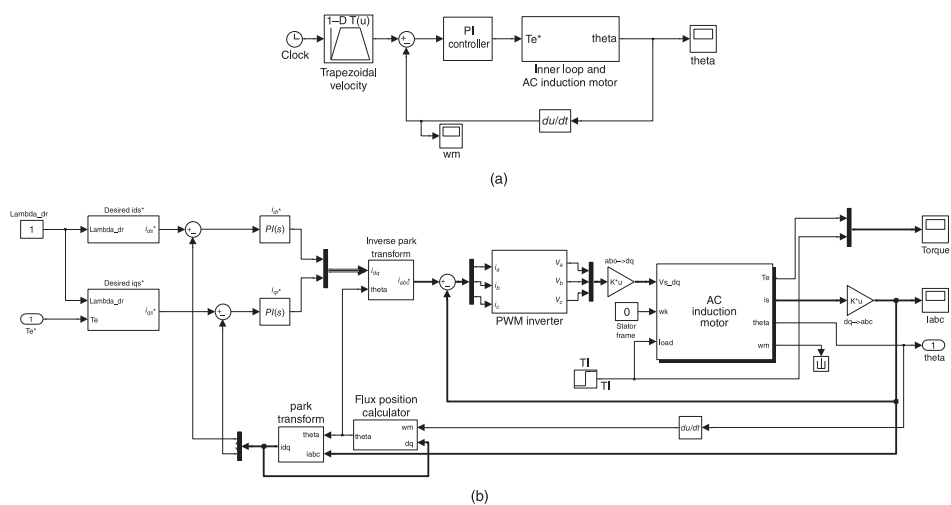 1–D T(u)
Clock
Trapezoidal
velocity
PI
controller
Te*
theta
Inner loop and
AC induction motor
theta
du/dt
wm
(a)
Lambda_dr
1
Desired ids*
Lambda_dr
ids*
Desired iqs*
Lambda_dr
Te
iqs*
1
Te*
PI(s)
PI(s)
Inverse park
transform
idq
theta
PWM inverter
ia
ib
ic
Va
Vb
Vc
abc–>dq
K*u
0
Stator
frame
Vs_dq
wk
load
AC
induction
motor
Te
is
theta
wm
K*u
dq–>abc
Torque
Iabc
1
theta
Tl
Tl
park
transform
theta
idq
iabc
Flux position
calculator
theta
wm
dq
du/dt
(b)